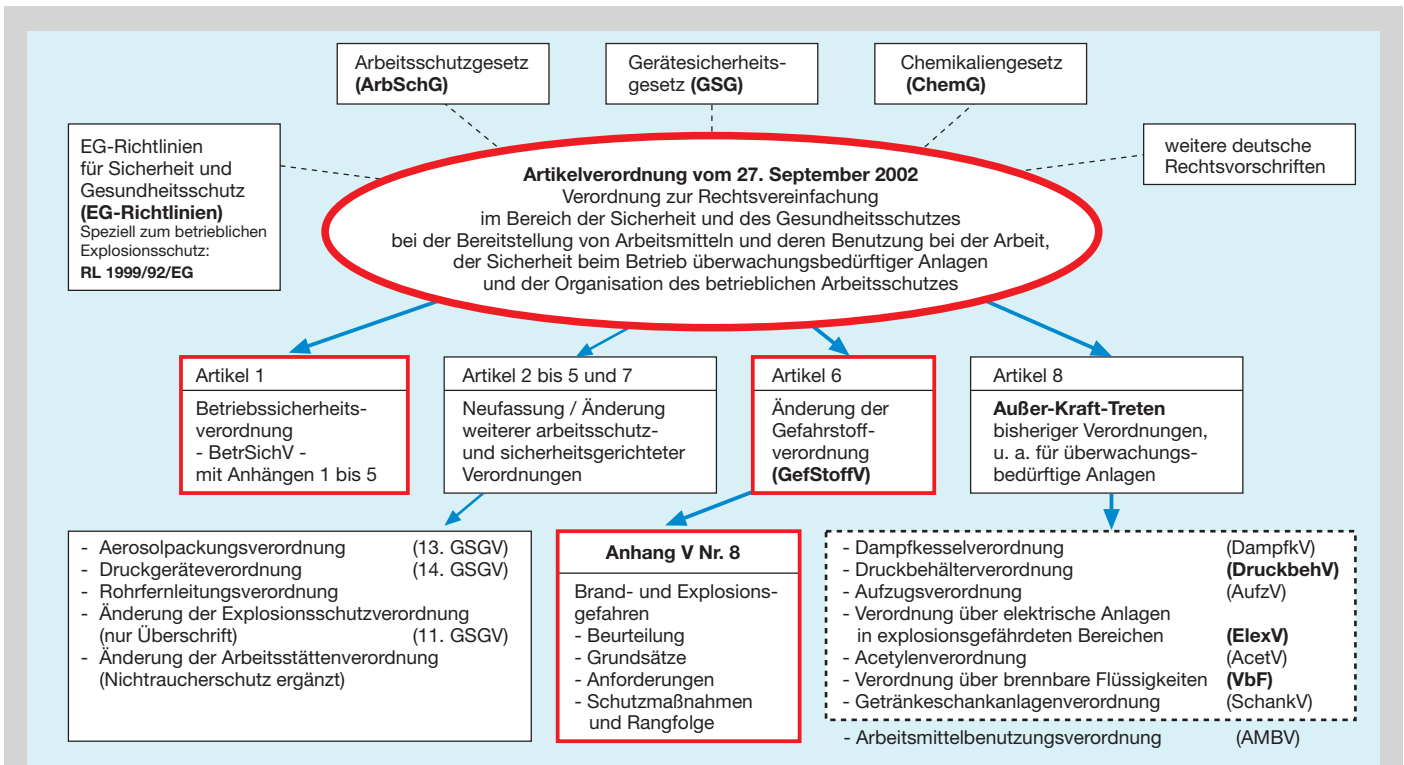 Arbeitsschutzgesetz
(ArbSchG)
Gerätesicherheits-
gesetz (GSG)
Chemikaliengesetz
(ChemG)
EG-Richtlinien
für Sicherheit und
Gesundheitsschutz
(EG-Richtlinien)
Speziell zum betrieblichen
Explosionsschutz:
RL 1999/92/EG
weitere deutsche
Rechtsvorschriften
Artikelverordnung vom 27. September 2002
Verordnung zur Rechtsvereinfachung
im Bereich der Sicherheit und des Gesundheitsschutzes
bei der Bereitstellung von Arbeitsmitteln und deren Benutzung bei der Arbeit,
der Sicherheit beim Betrieb überwachungsbedürftiger Anlagen
und der Organisation des betrieblichen Arbeitsschutzes
Artikel 1
Betriebssicherheits-
verordnung
- BetrSichV -
mit Anhängen 1 bis 5
Artikel 2 bis 5 und 7
Neufassung / Änderung
weiterer arbeitsschutz-
und sicherheitsgerichteter
Verordnungen
Artikel 6
Änderung der
Gefahrstoff-
verordnung
(GefStoffV)
Artikel 8
Außer-Kraft-Treten
bisheriger Verordnungen,
u. a. für überwachungs-
bedürftige Anlagen
- Aerosolpackungsverordnung (13. GSGV)
- Druckgeräteverordnung (14. GSGV)
- Rohrfernleitungsverordnung
- Änderung der Explosionsschutzverordnung
(nur Überschrift) (11. GSGV)
- Änderung der Arbeitsstättenverordnung
(Nichtraucherschutz ergänzt)
Anhang V Nr. 8
Brand- und Explosions-
gefahren
- Beurteilung
- Grundsätze
- Anforderungen
- Schutzmaßnahmen
und Rangfolge
- Dampfkesselverordnung (DampfkV)
- Druckbehälterverordnung (DruckbehV)
- Aufzugsverordnung (AufzV)
- Verordnung über elektrische Anlagen
in explosionsgefährdeten Bereichen (ElexV)
- Acetylenverordnung (AcetV)
- Verordnung über brennbare Flüssigkeiten (VbF)
- Getränkeschankanlagenverordnung (SchankV)
- Arbeitsmittelbenutzungsverordnung (AMBV)